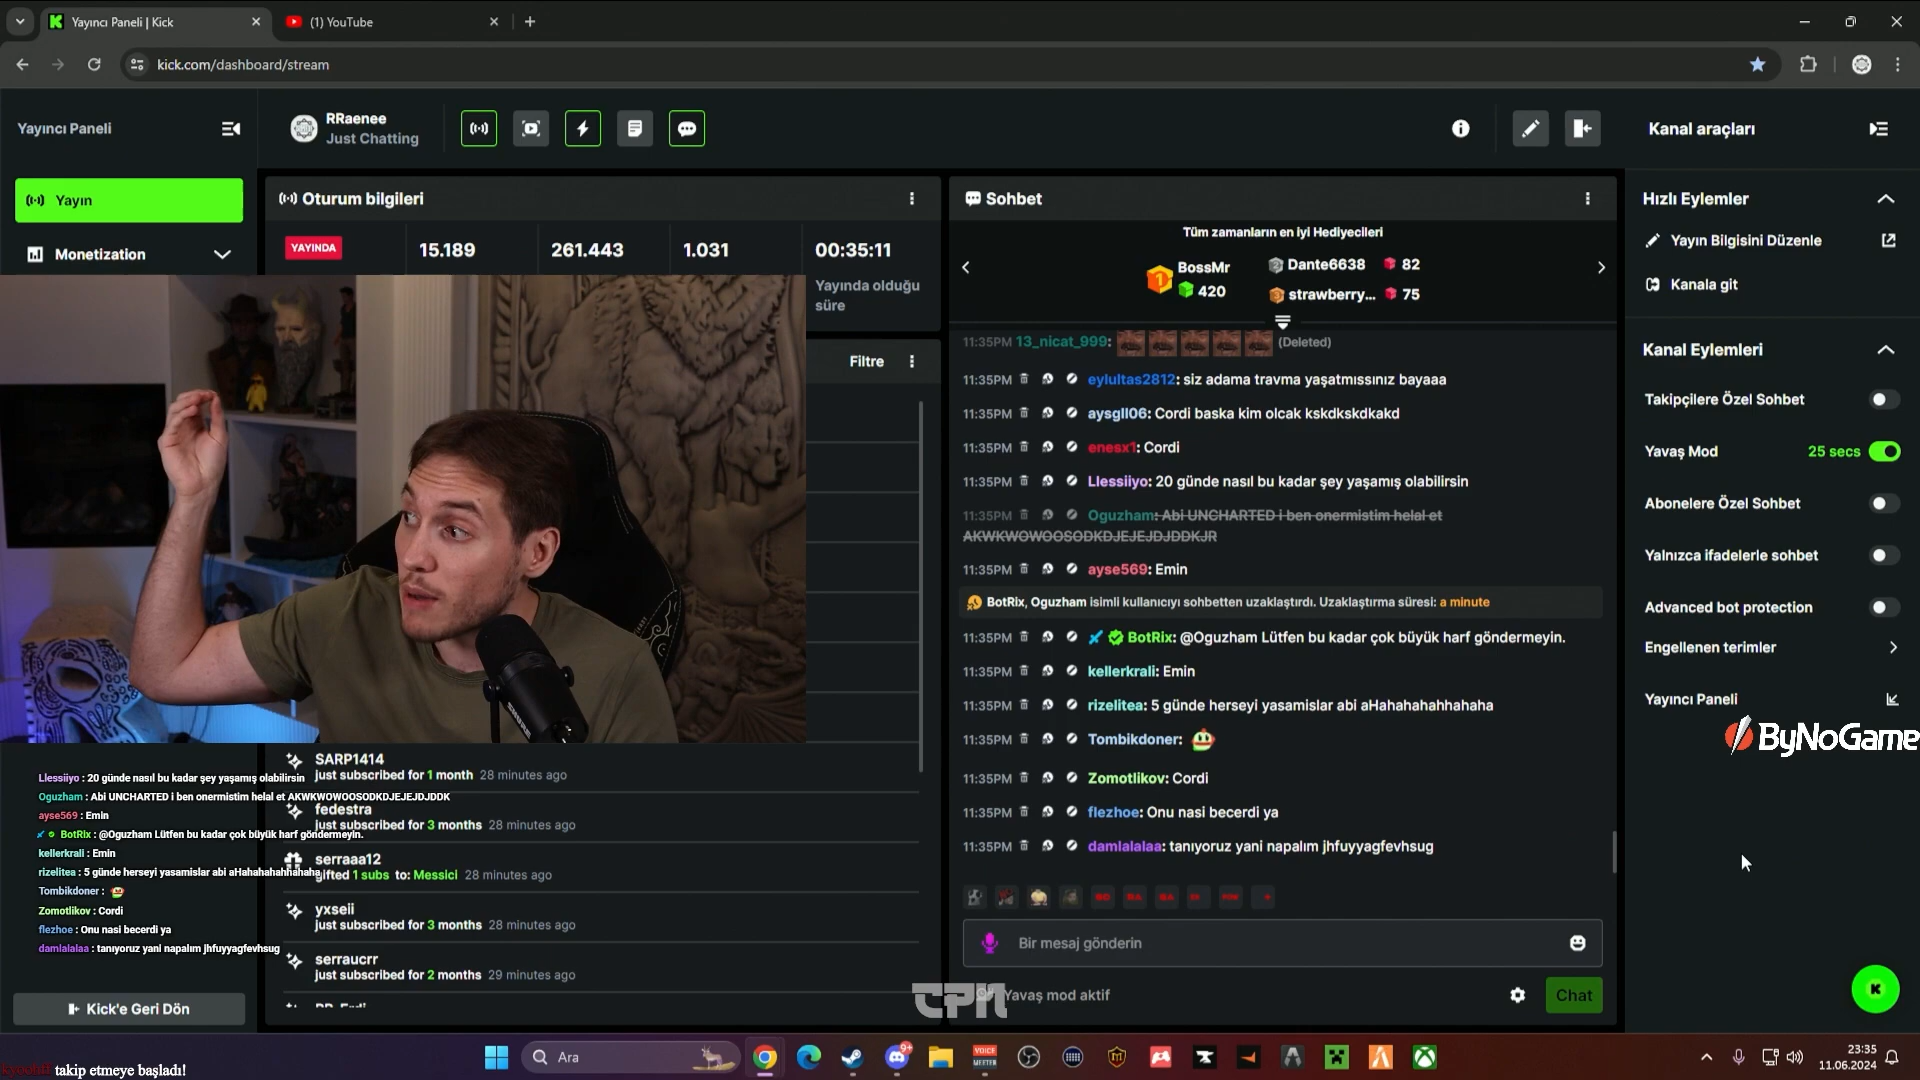 Yayıncı Paneli | Kick
(1) YouTube
kick.com/dashboard/stream
Yayıncı Paneli
RRaenee
Just Chatting
Kanal araçları
Yayın
Monetization
Oturum bilgileri
YAYINDA
15.189
261.443
1.031
00:35:11
Yayında olduğu
süre
Filtre
SARP1414
just subscribed for 1 month 28 minutes ago
fedestra
just subscribed for 3 months 28 minutes ago
serraaa12
gifted 1 subs to: Messici 28 minutes ago
yxseii
just subscribed for 3 months 28 minutes ago
serraucrr
just subscribed for 2 months 29 minutes ago
Llessiiyo : 20 günde nasıl bu kadar şey yaşamış olabilirsin
Oguzham : Abi UNCHARTED i ben onermistim helal et AKWKWOWOOSODKDJEJEJDJDDK
ayse569 : Emin
BotRix : @Oguzham Lütfen bu kadar çok büyük harf göndermeyin.
kellerkrali : Emin
rizelitea : 5 günde herseyi yasamislar abi aHahahahahhahaha
Tombikdoner :
Zomotlikov : Cordi
flezhoe : Onu nasi becerdi ya
damlalalaa : tanıyoruz yani napalım jhfuyyagfevhsug
Kick'e Geri Dön
takip etmeye başladı!
Sohbet
Tüm zamanların en iyi Hediyecileri
1
BossMr
420
2
Dante6638
82
3
strawberry...
75
11:35PM 13_nicat_999: (Deleted)
11:35PM eylultas2812: siz adama travma yaşatmıssınız bayaaa
11:35PM aysgll06: Cordi baska kim olcak kskdkskdkakd
11:35PM enesx1: Cordi
11:35PM Llessiiyo: 20 günde nasıl bu kadar şey yaşamış olabilirsin
11:35PM Oguzham: Abi UNCHARTED i ben onermistim helal et
AKWKWOWOOSODKDJEJEJDJDDKJR
11:35PM ayse569: Emin
BotRix, Oguzham isimli kullanıcıyı sohbetten uzaklaştırdı. Uzaklaştırma süresi: a minute
11:35PM BotRix: @Oguzham Lütfen bu kadar çok büyük harf göndermeyin.
11:35PM kellerkrali: Emin
11:35PM rizelitea: 5 günde herseyi yasamislar abi aHahahahahhahaha
11:35PM Tombikdoner:
11:35PM Zomotlikov: Cordi
11:35PM flezhoe: Onu nasi becerdi ya
11:35PM damlalalaa: tanıyoruz yani napalım jhfuyyagfevhsug
Bir mesaj gönderin
Yavaş mod aktif
Chat
Hızlı Eylemler
Yayın Bilgisini Düzenle
Kanala git
Kanal Eylemleri
Takipçilere Özel Sohbet
Yavaş Mod 25 secs
Abonelere Özel Sohbet
Yalnızca ifadelerle sohbet
Advanced bot protection
Engellenen terimler
Yayıncı Paneli
ByNoGame
SHURE
Ara
9+
VOICE
MEETER
23:35
11.06.2024